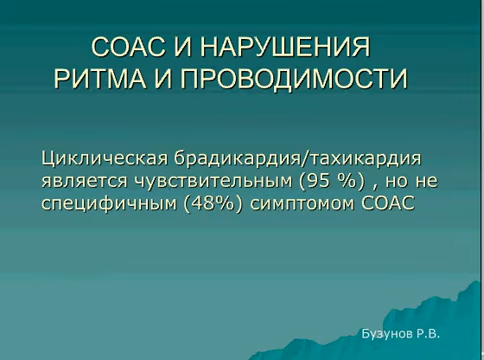 СОАС И НАРУШЕНИЯ
РИТМА И ПРОВОДИМОСТИ
Циклическая брадикардия/тахикардия
является чувствительным (95 %) , но не
специфичным (48%) симптомом СОАС
Бузунов Р.В.